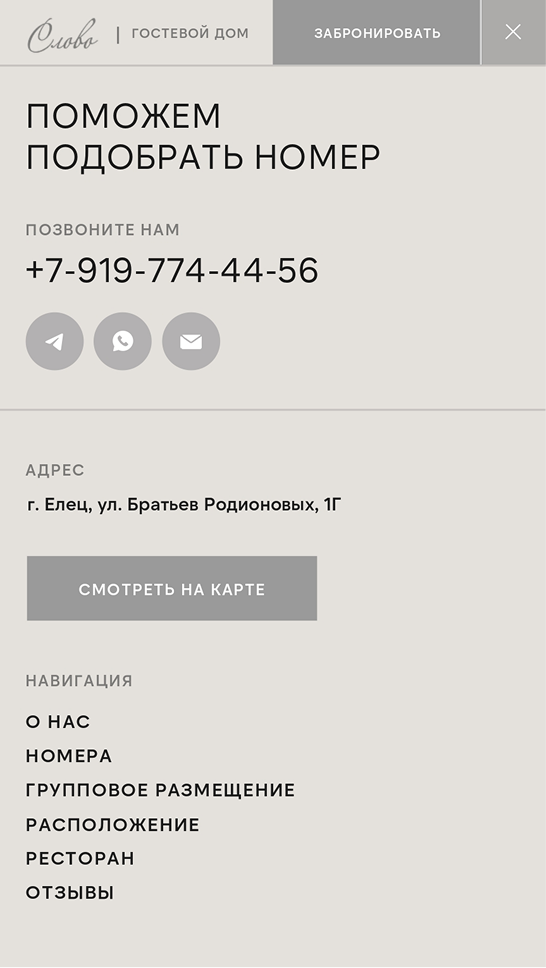 Слово | ГОСТЕВОЙ ДОМ
ЗАБРОНИРОВАТЬ
ПОМОЖЕМ
ПОДОБРАТЬ НОМЕР
ПОЗВОНИТЕ НАМ
+7-919-774-44-56
АДРЕС
г. Елец, ул. Братьев Родионовых, 1Г
СМОТРЕТЬ НА КАРТЕ
НАВИГАЦИЯ
О НАС
НОМЕРА
ГРУППОВОЕ РАЗМЕЩЕНИЕ
РАСПОЛОЖЕНИЕ
РЕСТОРАН
ОТЗЫВЫ